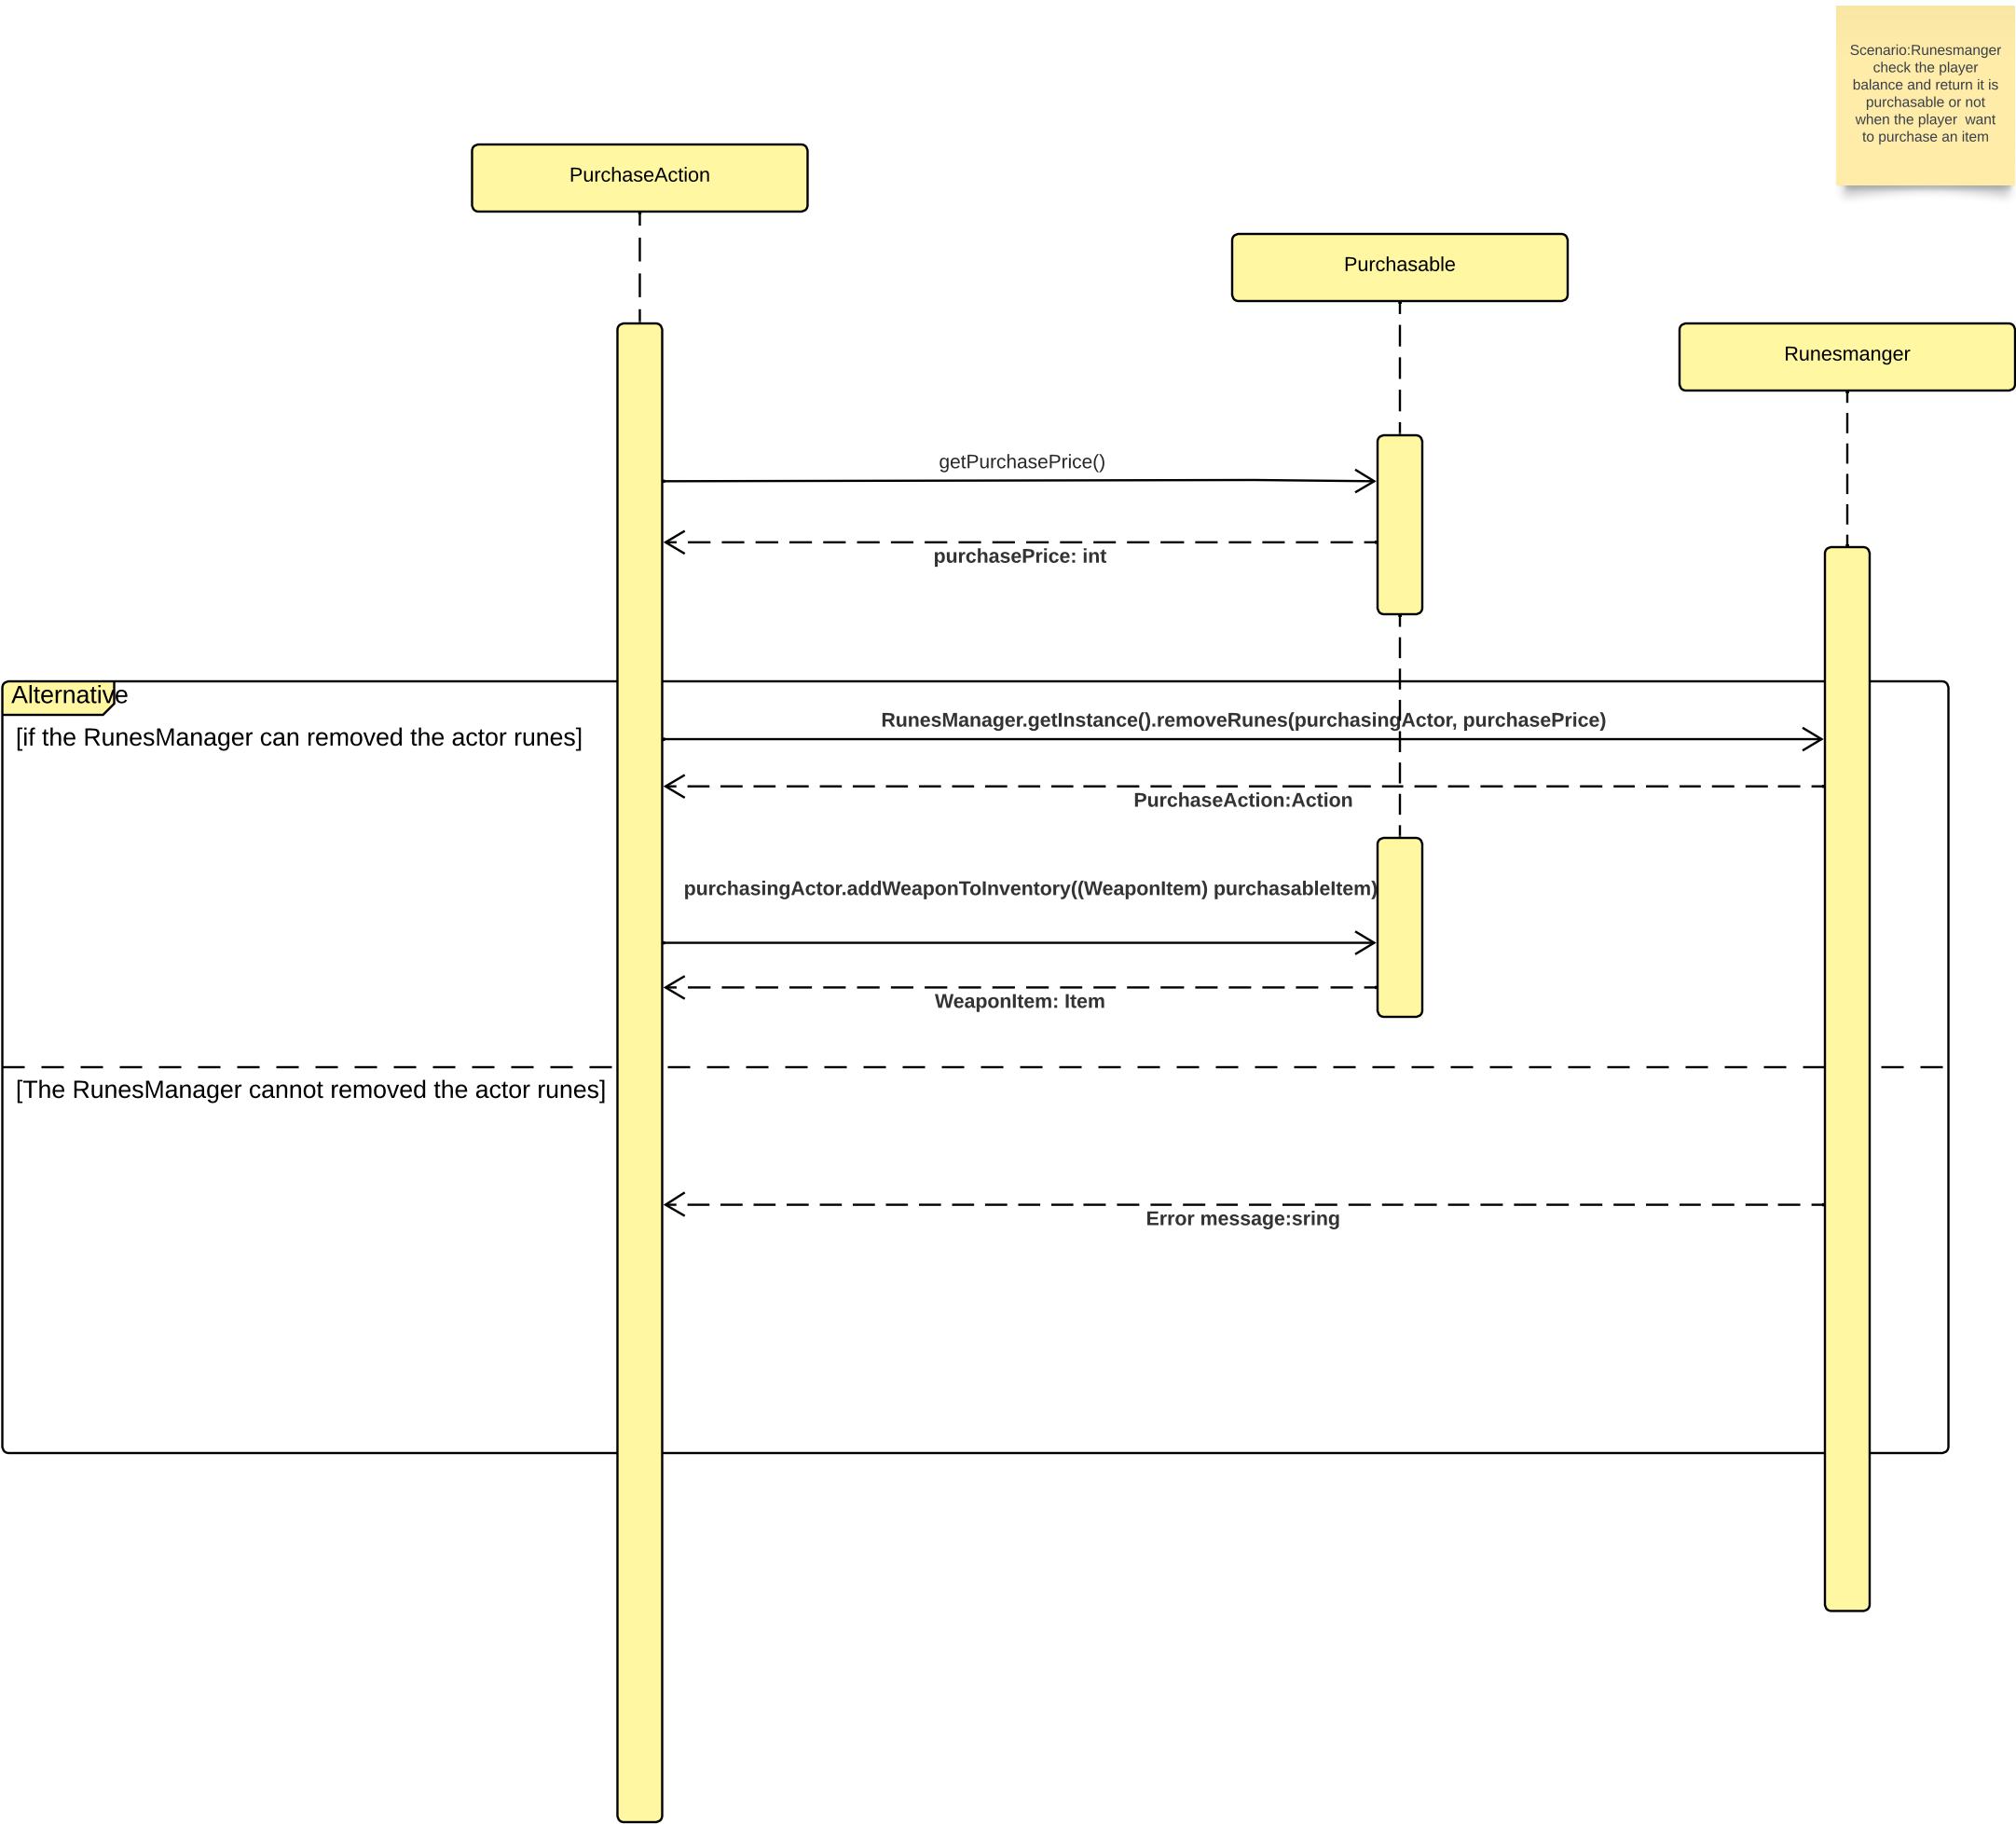 Scenario:Runesmanger
check the player
balance and return it is
purchasable or not
when the player  want
to purchase an item
PurchaseAction
Purchasable
Runesmanger
getPurchasePrice()
purchasePrice: int
Alternative
[if the RunesManager can removed the actor runes]
RunesManager.getInstance().removeRunes(purchasingActor, purchasePrice)
PurchaseAction:Action
purchasingActor.addWeaponToInventory((WeaponItem) purchasableItem)
WeaponItem: Item
[The RunesManager cannot removed the actor runes]
Error message:sring